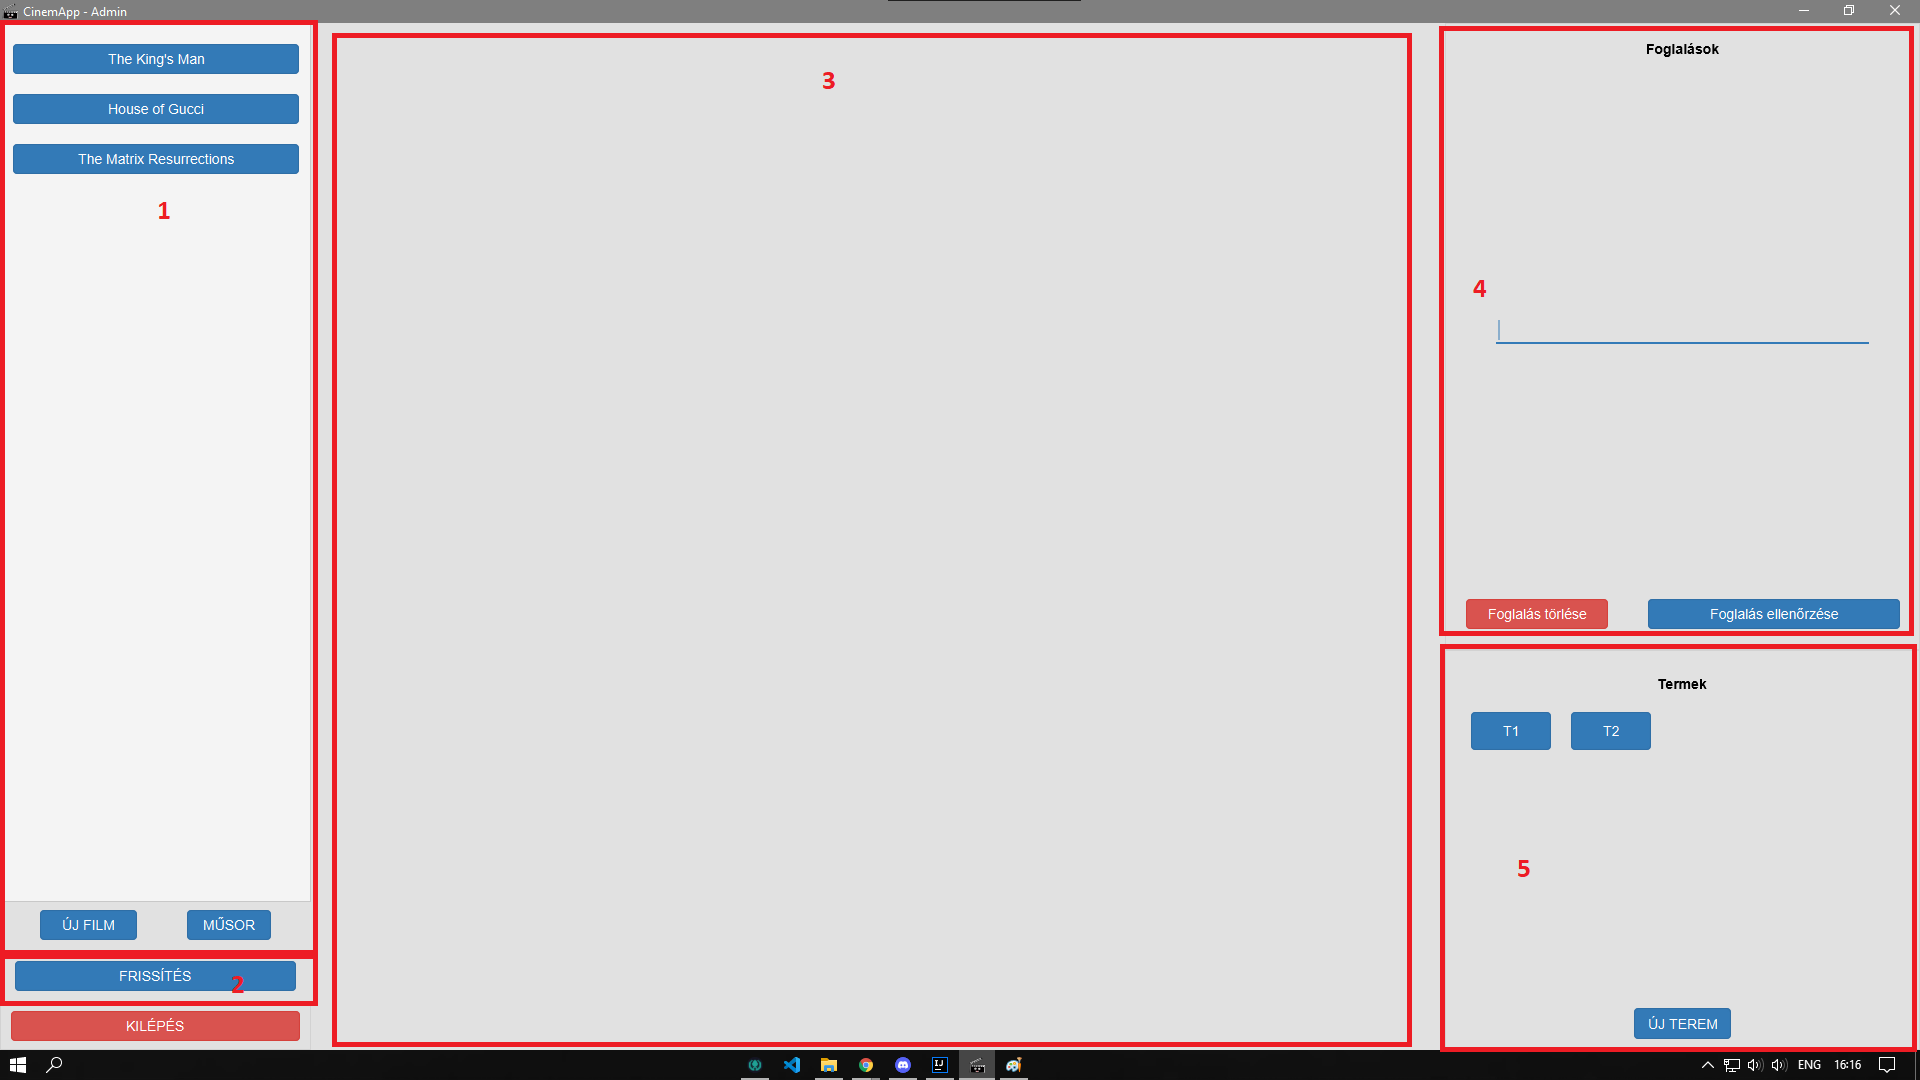 CinemApp - Admin
The King's Man
House of Gucci
The Matrix Resurrections
1
ÚJ FILM
MŰSOR
FRISSÍTÉS
2
KILÉPÉS
3
Foglalások
4
Foglalás törlése
Foglalás ellenőrzése
Termek
T1
T2
5
ÚJ TEREM
IJ
ENG
16:16